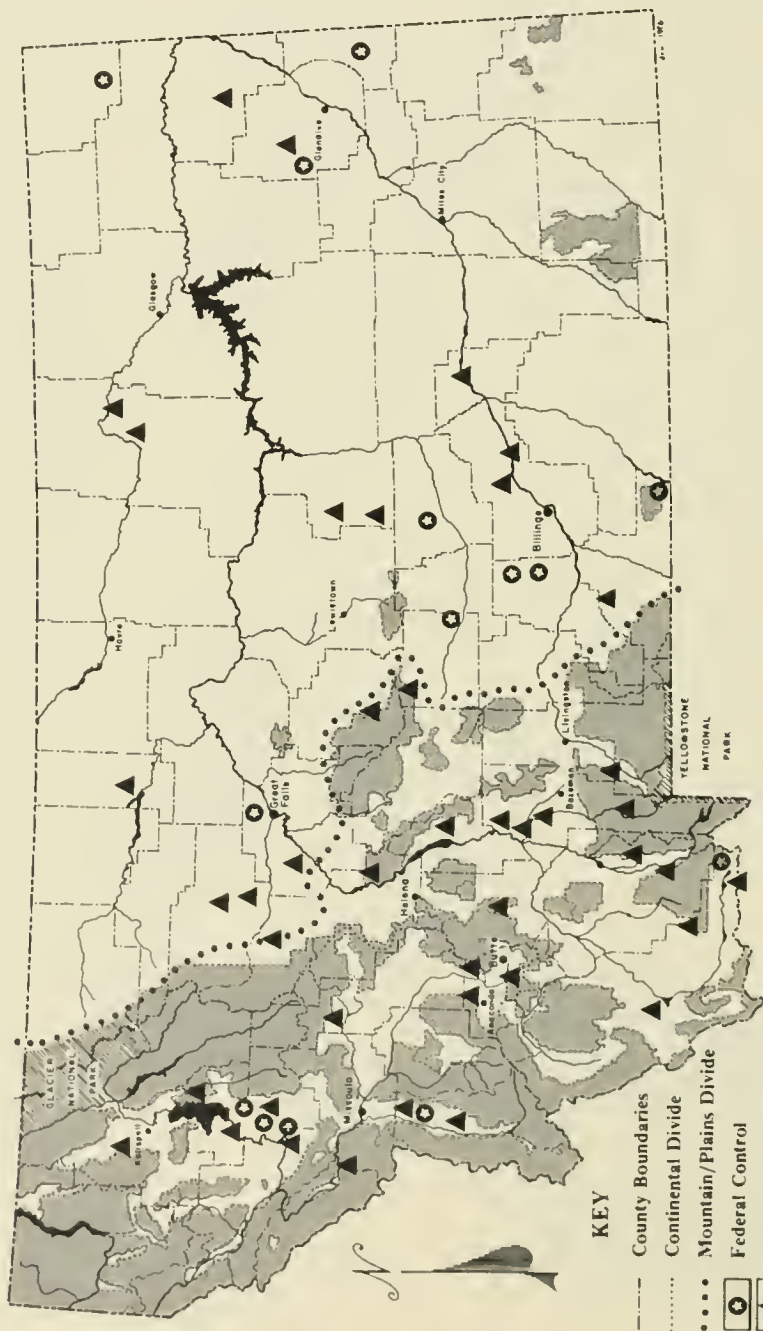 GLACIER
NATIONAL
PARK
Kalispell
Missoula
Anaconda
Butte
Helena
Great
Falls
Havre
Lewistown
Bozeman
Livingston
Billings
Glasgow
Glendive
Miles City
YELLOWSTONE
NATIONAL
PARK
N
KEY
County Boundaries
Continental Divide
Mountain/Plains Divide
Federal Control